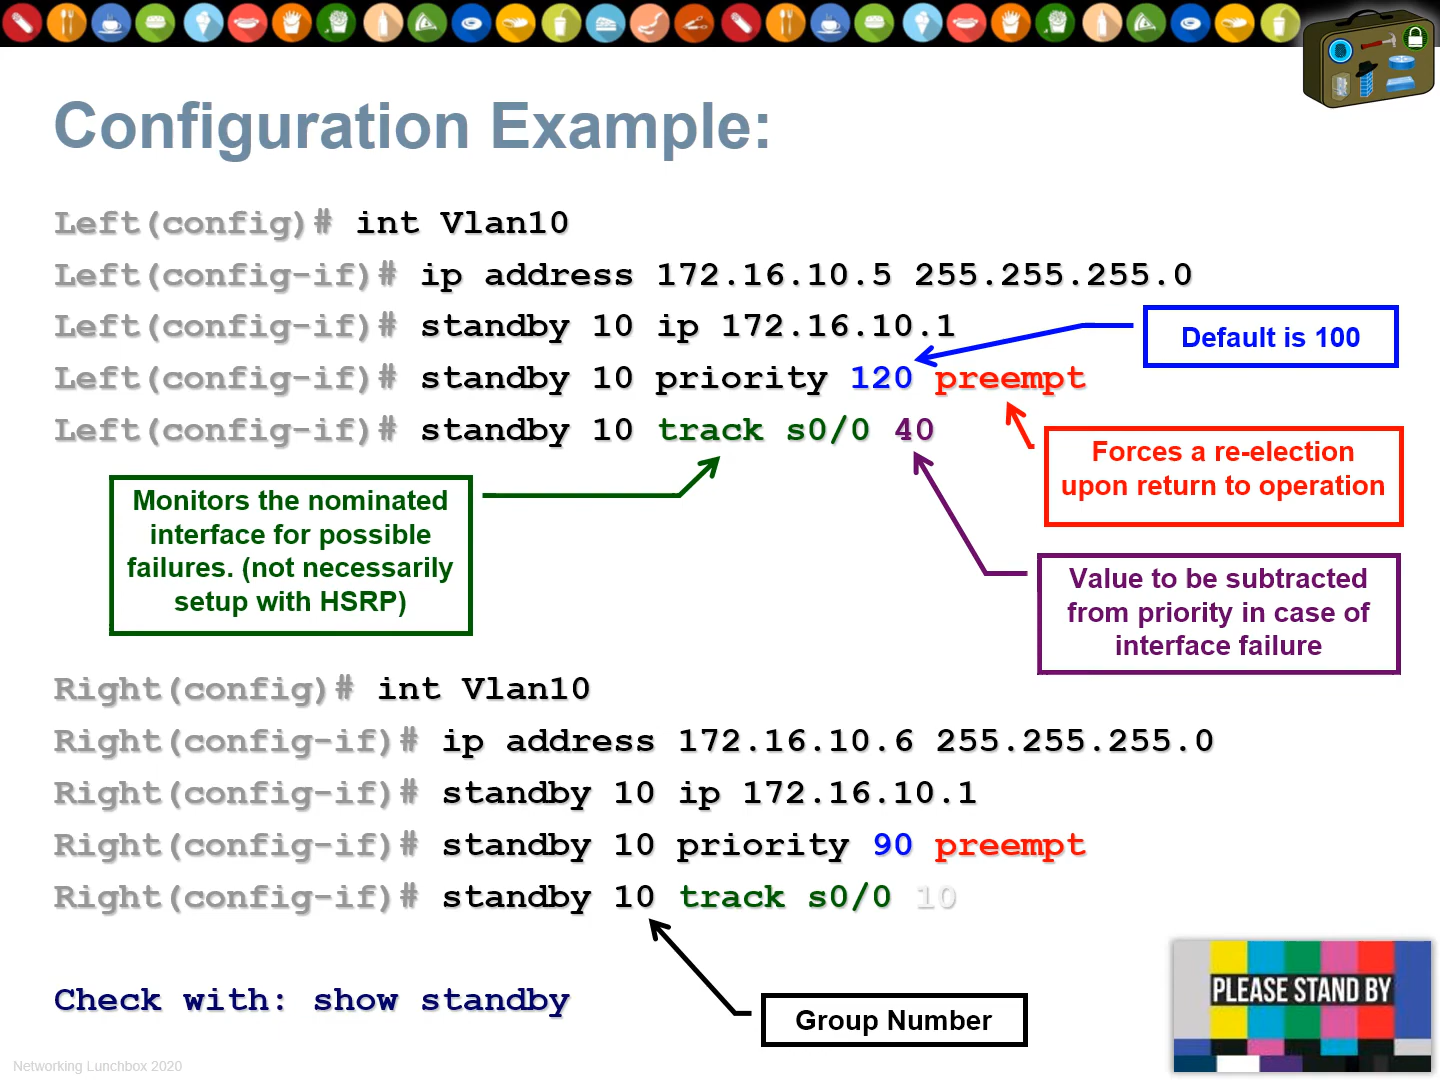 Configuration Example:
Left(config)# int Vlan10
Left(config-if)# ip address 172.16.10.5 255.255.255.0
Left(config-if)# standby 10 ip 172.16.10.1
Default is 100
Left(config-if)# standby 10 priority 120 preempt
Left(config-if)# standby 10 track s0/0 40
Forces a re-election
upon return to operation
Monitors the nominated
interface for possible
failures. (not necessarily
setup with HSRP)
Value to be subtracted
from priority in case of
interface failure
Right(config)# int Vlan10
Right(config-if)# ip address 172.16.10.6 255.255.255.0
Right(config-if)# standby 10 ip 172.16.10.1
Right(config-if)# standby 10 priority 90 preempt
Right(config-if)# standby 10 track s0/0 10
Check with: show standby
Group Number
PLEASE STAND BY
Networking Lunchbox 2020